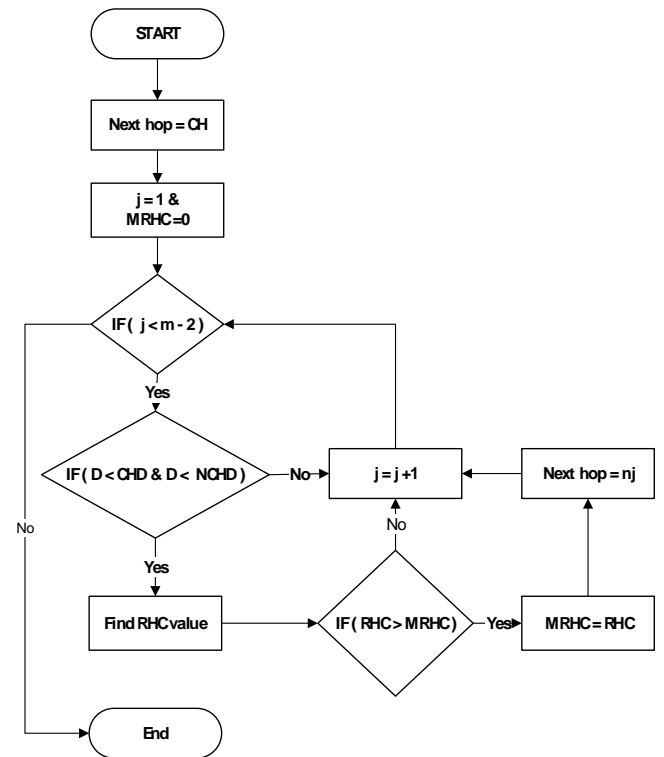 START
Next hop = CH
j = 1 &
MRHC=0
IF( j < m - 2)
Yes
IF( D < CHD & D < NCHD)
No
j = j +1
Next hop = nj
No
No
Yes
Find RHC value
IF( RHC > MRHC)
Yes
MRHC= RHC
End